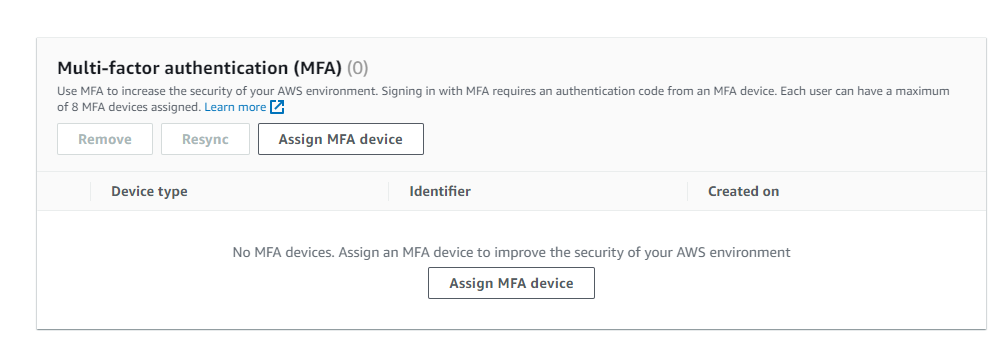 Multi-factor authentication (MFA) (0)
Use MFA to increase the security of your AWS environment. Signing in with MFA requires an authentication code from an MFA device. Each user can have a maximum
of 8 MFA devices assigned. Learn more
Remove Resync Assign MFA device
Device type Identifier Created on
No MFA devices. Assign an MFA device to improve the security of your AWS environment
Assign MFA device